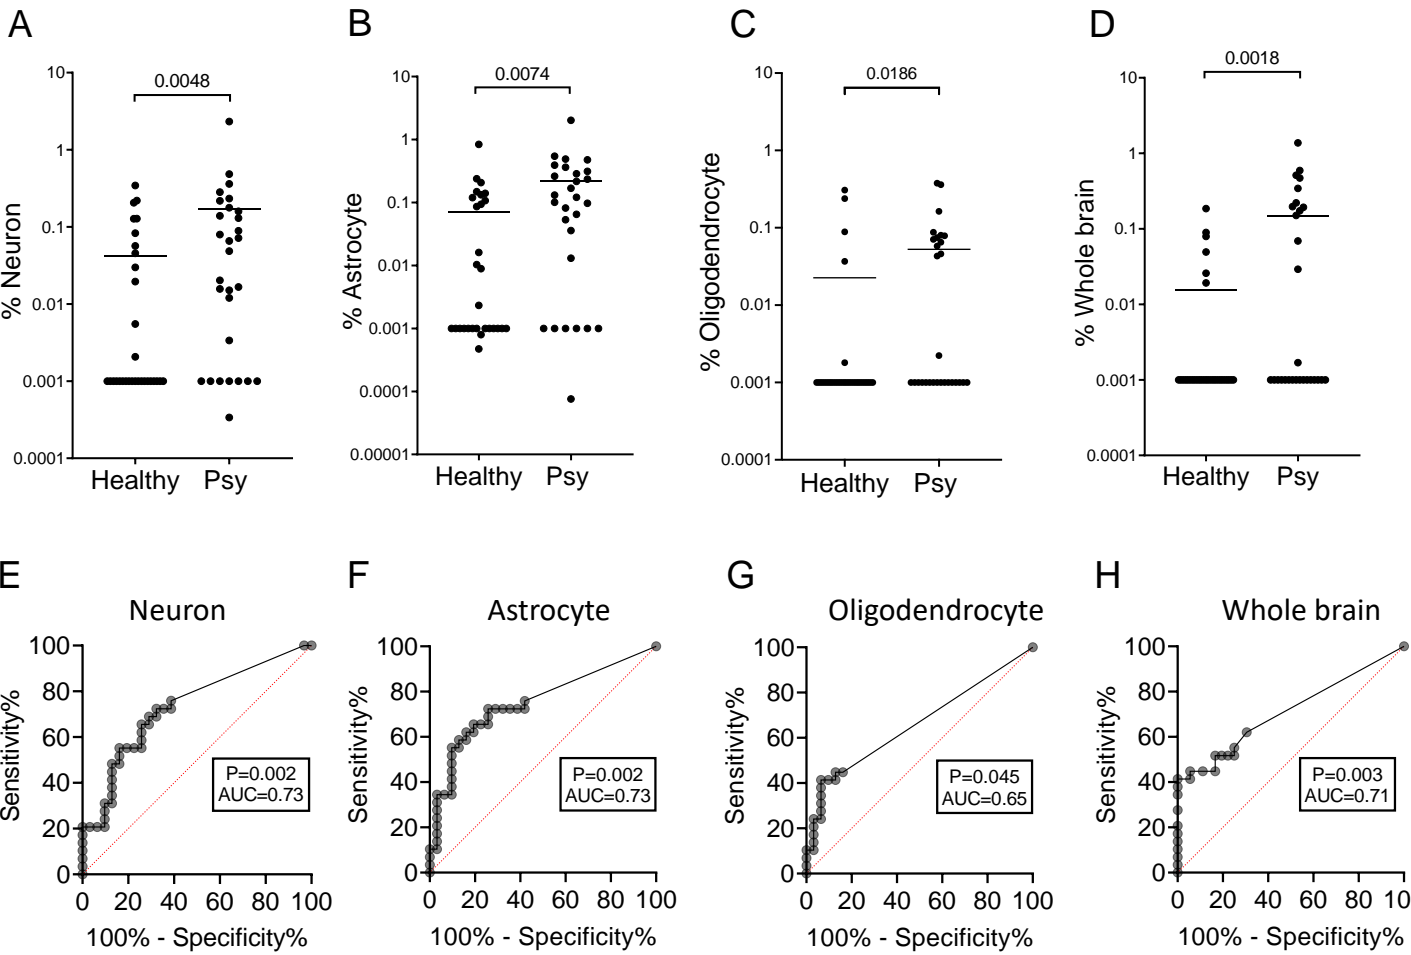 A
B
C
D
0.0048
0.0074
0.0186
0.0018
% Neuron
10
1
0.1
0.01
0.001
0.0001
Healthy Psy
% Astrocyte
10
1
0.1
0.01
0.001
0.0001
0.00001
Healthy Psy
% Oligodendrocyte
10
1
0.1
0.01
0.001
0.0001
Healthy Psy
% Whole brain
10
1
0.1
0.01
0.001
0.0001
Healthy Psy
E
F
G
H
Neuron
Sensitivity%
100
80
60
40
20
0
P=0.002
AUC=0.73
0 20 40 60 80 100
100% - Specificity%
Astrocyte
Sensitivity%
100
80
60
40
20
0
P=0.002
AUC=0.73
0 20 40 60 80 100
100% - Specificity%
Oligodendrocyte
Sensitivity%
100
80
60
40
20
0
P=0.045
AUC=0.65
0 20 40 60 80 100
100% - Specificity%
Whole brain
Sensitivity%
100
80
60
40
20
0
P=0.003
AUC=0.71
0 20 40 60 80 10
100% - Specificity%